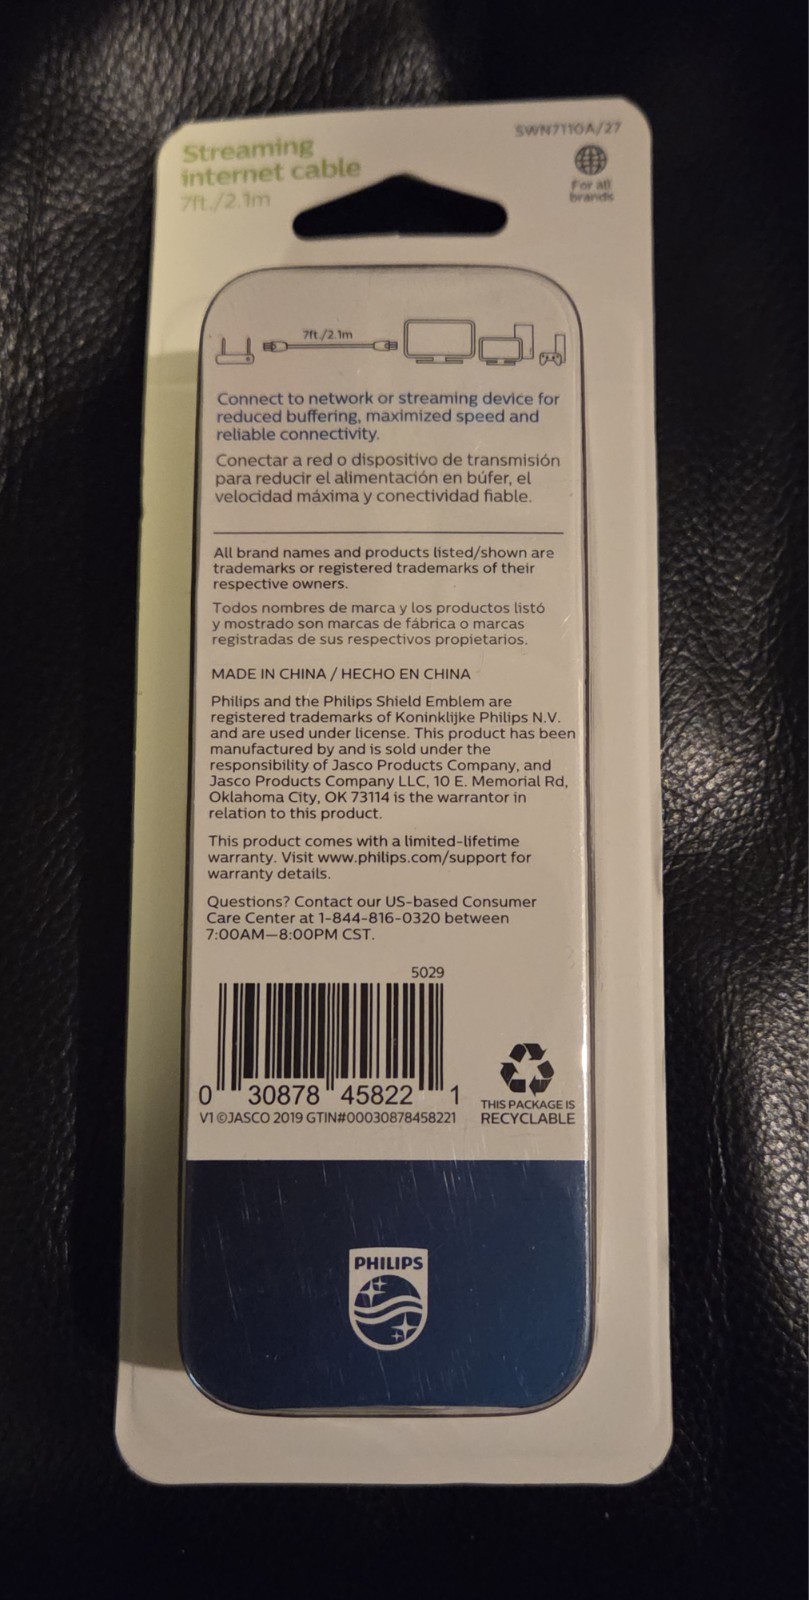 Streaming
internet cable
7ft./2.1m
SWN7110A/27
For all
brands
7ft./2.1m
Connect to network or streaming device for
reduced buffering, maximized speed and
reliable connectivity.
Conectar a red o dispositivo de transmisión
para reducir el alimentación en búfer, el
velocidad máxima y conectividad fiable.
All brand names and products listed/shown are
trademarks or registered trademarks of their
respective owners.
Todos nombres de marca y los productos listó
y mostrado son marcas de fábrica o marcas
registradas de sus respectivos propietarios.
MADE IN CHINA / HECHO EN CHINA
Philips and the Philips Shield Emblem are
registered trademarks of Koninklijke Philips N.V.
and are used under license. This product has been
manufactured by and is sold under the
responsibility of Jasco Products Company, and
Jasco Products Company LLC, 10 E. Memorial Rd,
Oklahoma City, OK 73114 is the warrantor in
relation to this product.
This product comes with a limited-lifetime
warranty. Visit www.philips.com/support for
warranty details.
Questions? Contact our US-based Consumer
Care Center at 1-844-816-0320 between
7:00AM—8:00PM CST.
5029
0 30878 45822 1
V1 ©JASCO 2019 GTIN#00030878458221
THIS PACKAGE IS
RECYCLABLE
PHILIPS